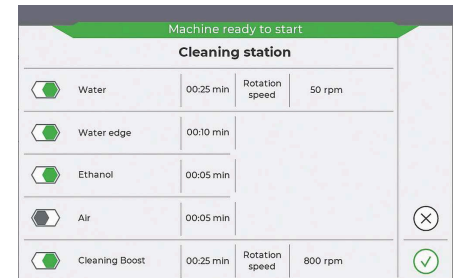 Machine ready to start
Cleaning station
Water 00:25 min Rotation speed 50 rpm
Water edge 00:10 min
Ethanol 00:05 min
Air 00:05 min
Cleaning Boost 00:25 min Rotation speed 800 rpm